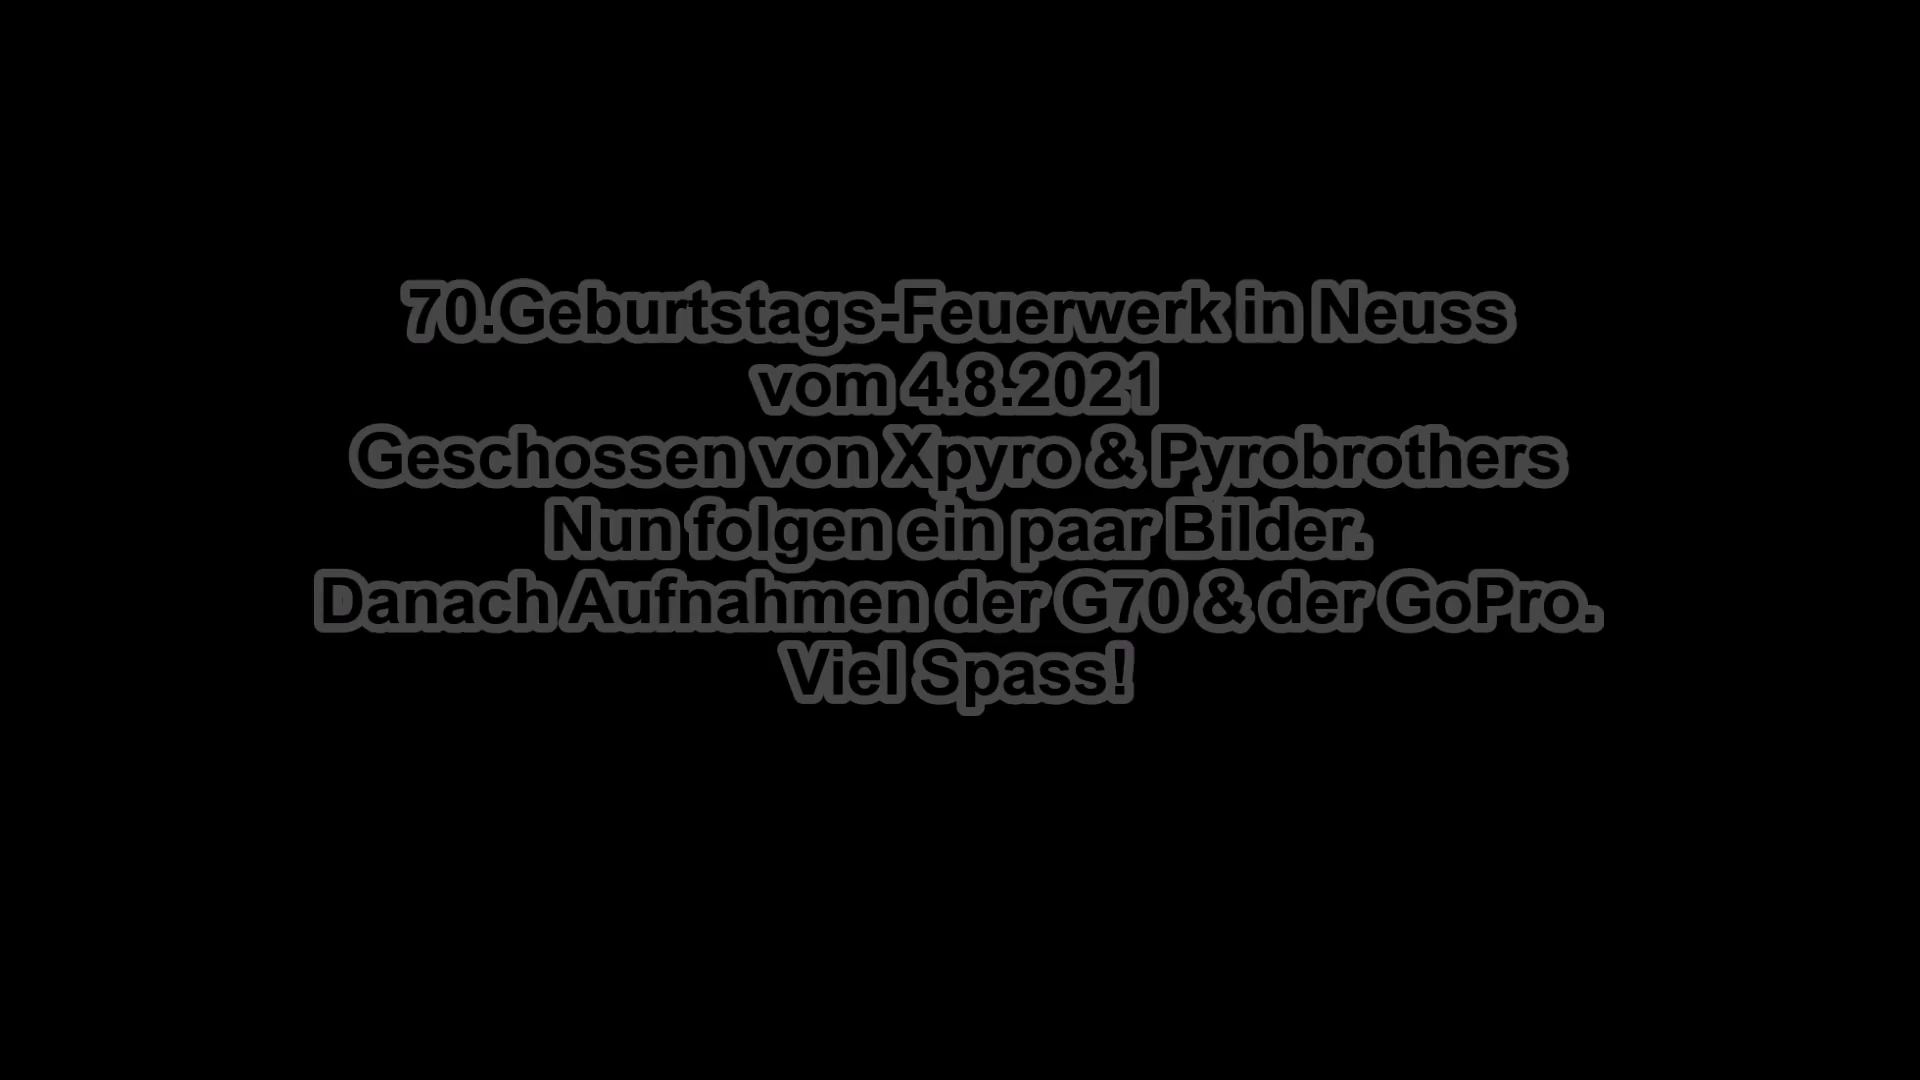 70.Geburtstags-Feuerwerk in Neuss
vom 4.8.2021
Geschossen von Xpyro & Pyrobrothers
Nun folgen ein paar Bilder.
Danach Aufnahmen der G70 & der GoPro.
Viel Spass!